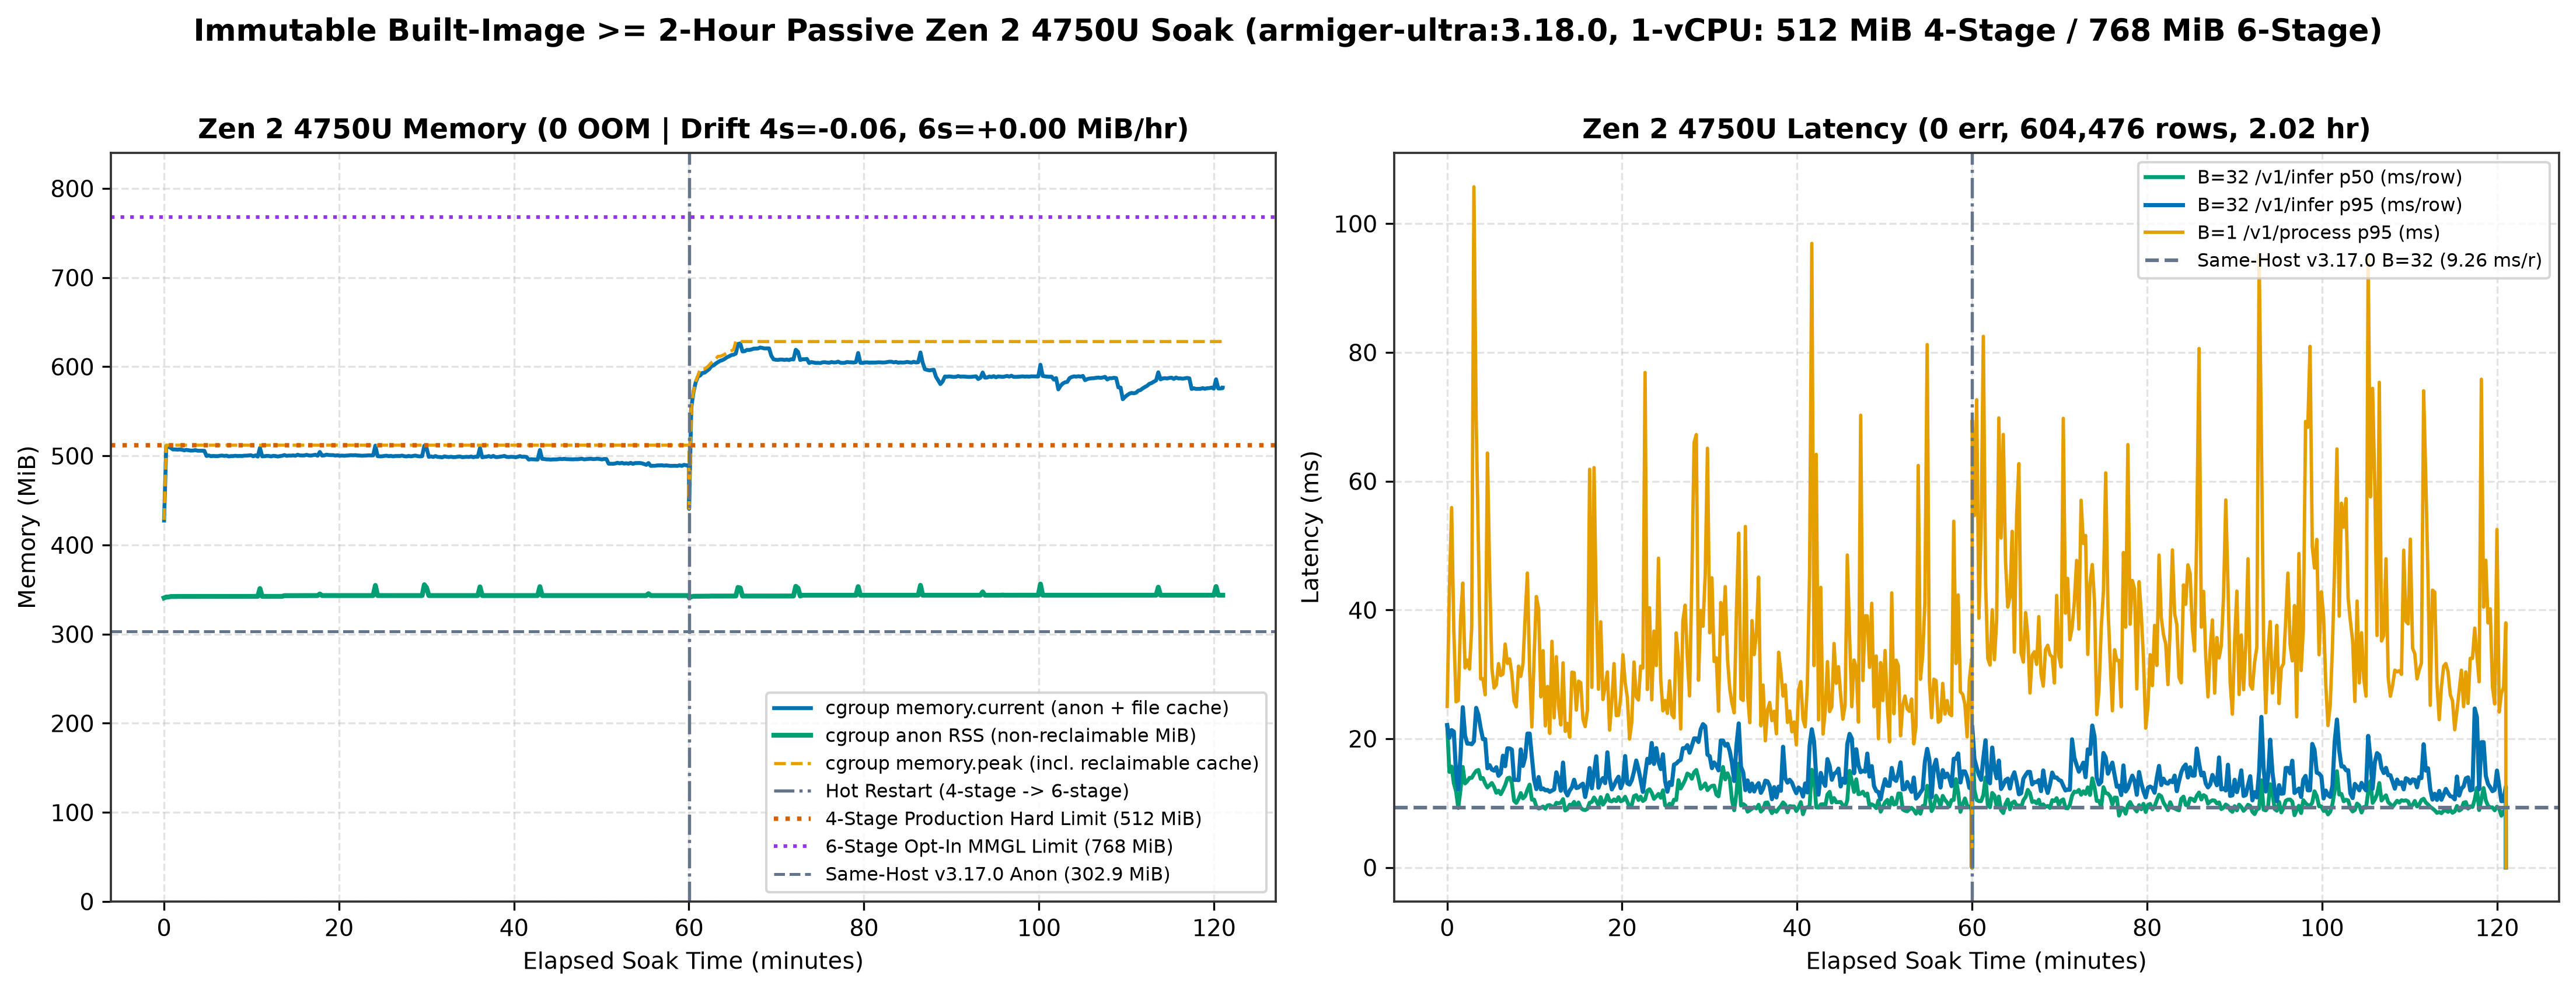 Immutable Built-Image >= 2-Hour Passive Zen 2 4750U Soak (armiger-ultra:3.18.0, 1-vCPU: 512 MiB 4-Stage / 768 MiB 6-Stage)
Zen 2 4750U Memory (0 OOM | Drift 4s=-0.06, 6s=+0.00 MiB/hr)
Memory (MiB)
800
700
600
500
400
300
200
100
0
cgroup memory.current (anon + file cache)
cgroup anon RSS (non-reclaimable MiB)
cgroup memory.peak (incl. reclaimable cache)
Hot Restart (4-stage -> 6-stage)
4-Stage Production Hard Limit (512 MiB)
6-Stage Opt-In MMGL Limit (768 MiB)
Same-Host v3.17.0 Anon (302.9 MiB)
0 20 40 60 80 100 120
Elapsed Soak Time (minutes)
Zen 2 4750U Latency (0 err, 604,476 rows, 2.02 hr)
Latency (ms)
100
80
60
40
20
0
B=32 /v1/infer p50 (ms/row)
B=32 /v1/infer p95 (ms/row)
B=1 /v1/process p95 (ms)
Same-Host v3.17.0 B=32 (9.26 ms/r)
0 20 40 60 80 100 120
Elapsed Soak Time (minutes)